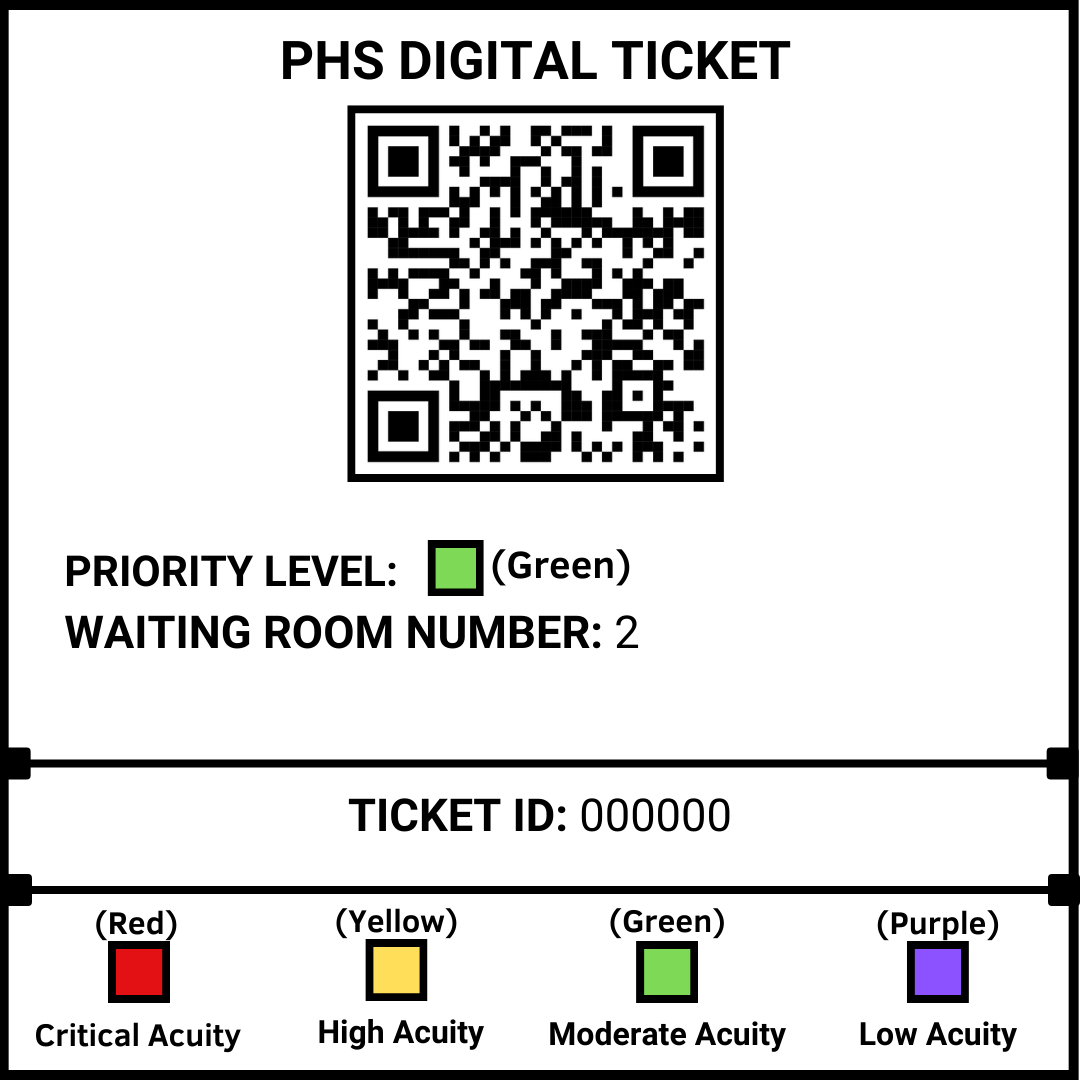 PHS DIGITAL TICKET
PRIORITY LEVEL: (Green)
WAITING ROOM NUMBER: 2
TICKET ID: 000000
(Red) (Yellow) (Green) (Purple)
Critical Acuity High Acuity Moderate Acuity Low Acuity